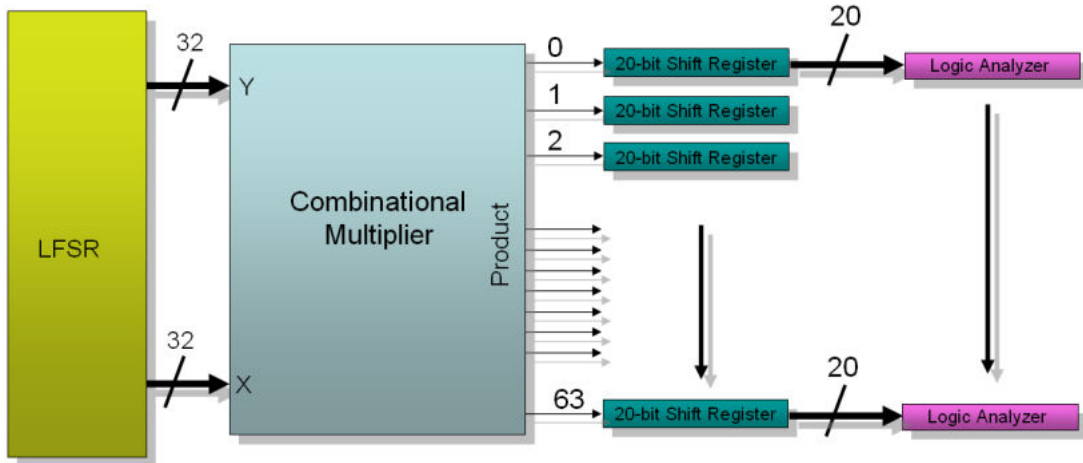 LFSR
32
32
Y
X
Combinational
Multiplier
Product
0
1
2
63
20-bit Shift Register
20-bit Shift Register
20-bit Shift Register
20-bit Shift Register
20
20
Logic Analyzer
Logic Analyzer